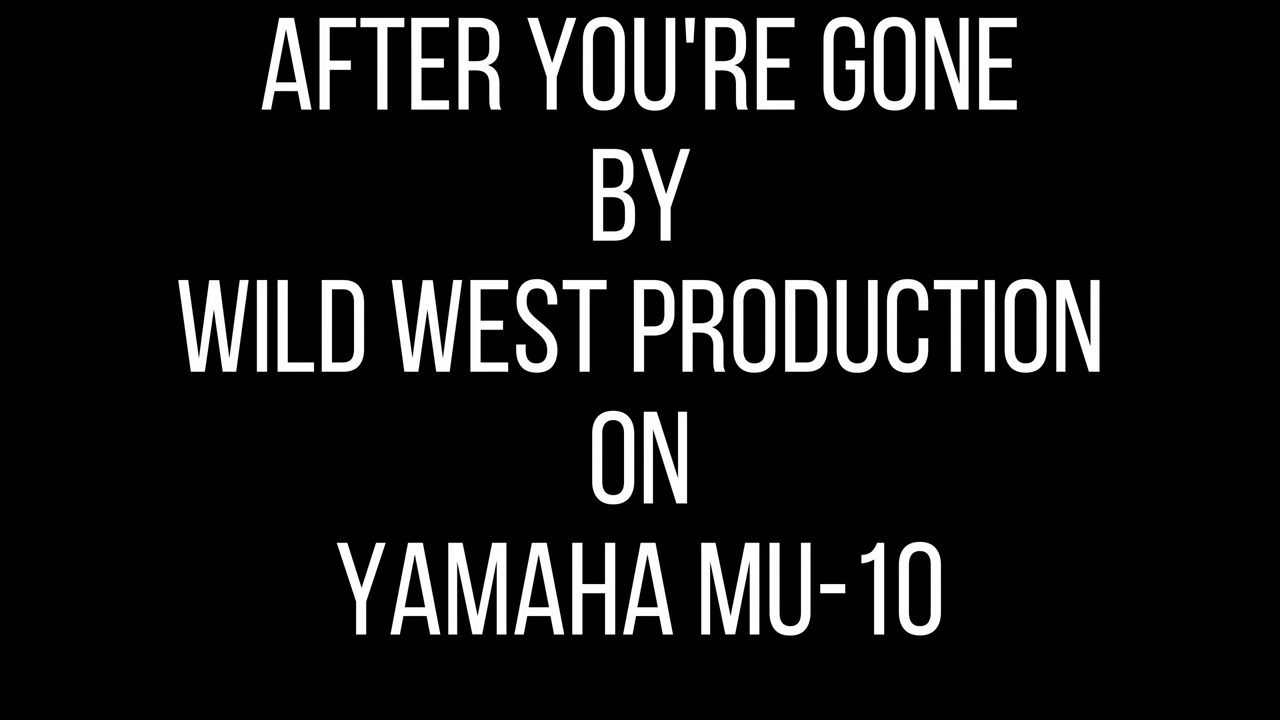 AFTER YOU'RE GONE
BY
WILD WEST PRODUCTION
ON
YAMAHA MU-10